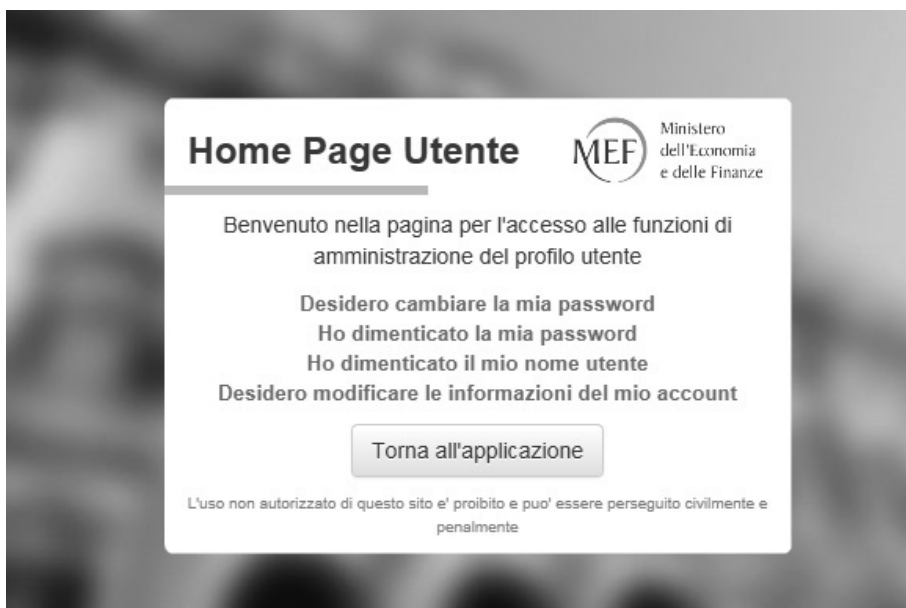 Home Page Utente
MEF
Ministero
dell'Economia
e delle Finanze
Benvenuto nella pagina per l'accesso alle funzioni di
amministrazione del profilo utente
Desidero cambiare la mia password
Ho dimenticato la mia password
Ho dimenticato il mio nome utente
Desidero modificare le informazioni del mio account
Torna all'applicazione
L'uso non autorizzato di questo sito e' proibito e puo' essere perseguito civilmente e
penalmente